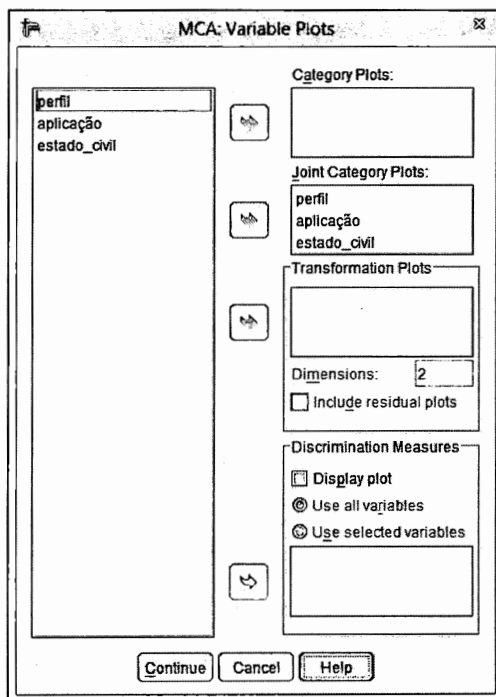 MCA: Variable Plots
perfil
aplicação
estado_civil
Category Plots:
Joint Category Plots:
perfil
aplicação
estado_civil
Transformation Plots
Dimensions: 2
Include residual plots
Discrimination Measures
Display plot
Use all variables
Use selected variables
Continue Cancel Help